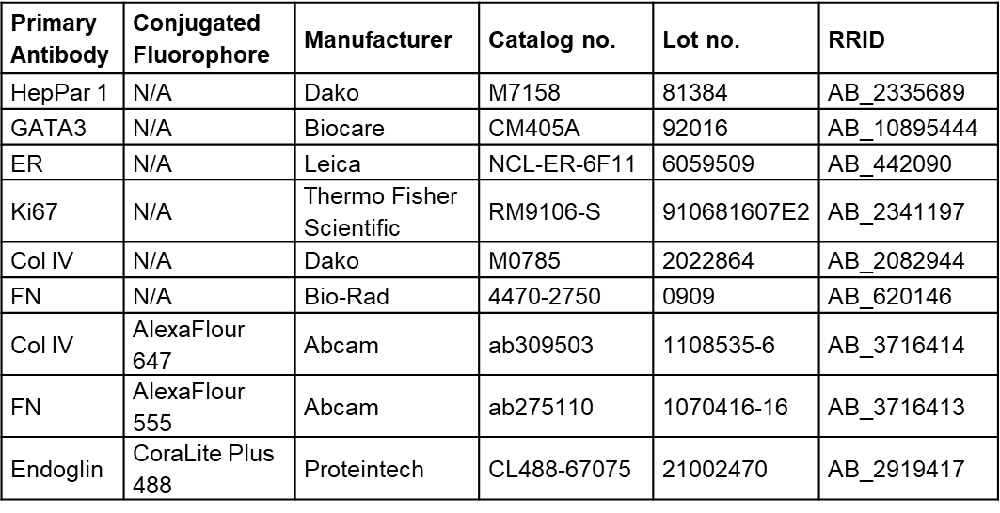 Primary Antibody | Conjugated Fluorophore | Manufacturer | Catalog no. | Lot no. | RRID
HepPar 1 | N/A | Dako | M7158 | 81384 | AB_2335689
GATA3 | N/A | Biocare | CM405A | 92016 | AB_10895444
ER | N/A | Leica | NCL-ER-6F11 | 6059509 | AB_442090
Ki67 | N/A | Thermo Fisher Scientific | RM9106-S | 910681607E2 | AB_2341197
Col IV | N/A | Dako | M0785 | 2022864 | AB_2082944
FN | N/A | Bio-Rad | 4470-2750 | 0909 | AB_620146
Col IV | AlexaFlour 647 | Abcam | ab309503 | 1108535-6 | AB_3716414
FN | AlexaFlour 555 | Abcam | ab275110 | 1070416-16 | AB_3716413
Endoglin | CoraLite Plus 488 | Proteintech | CL488-67075 | 21002470 | AB_2919417